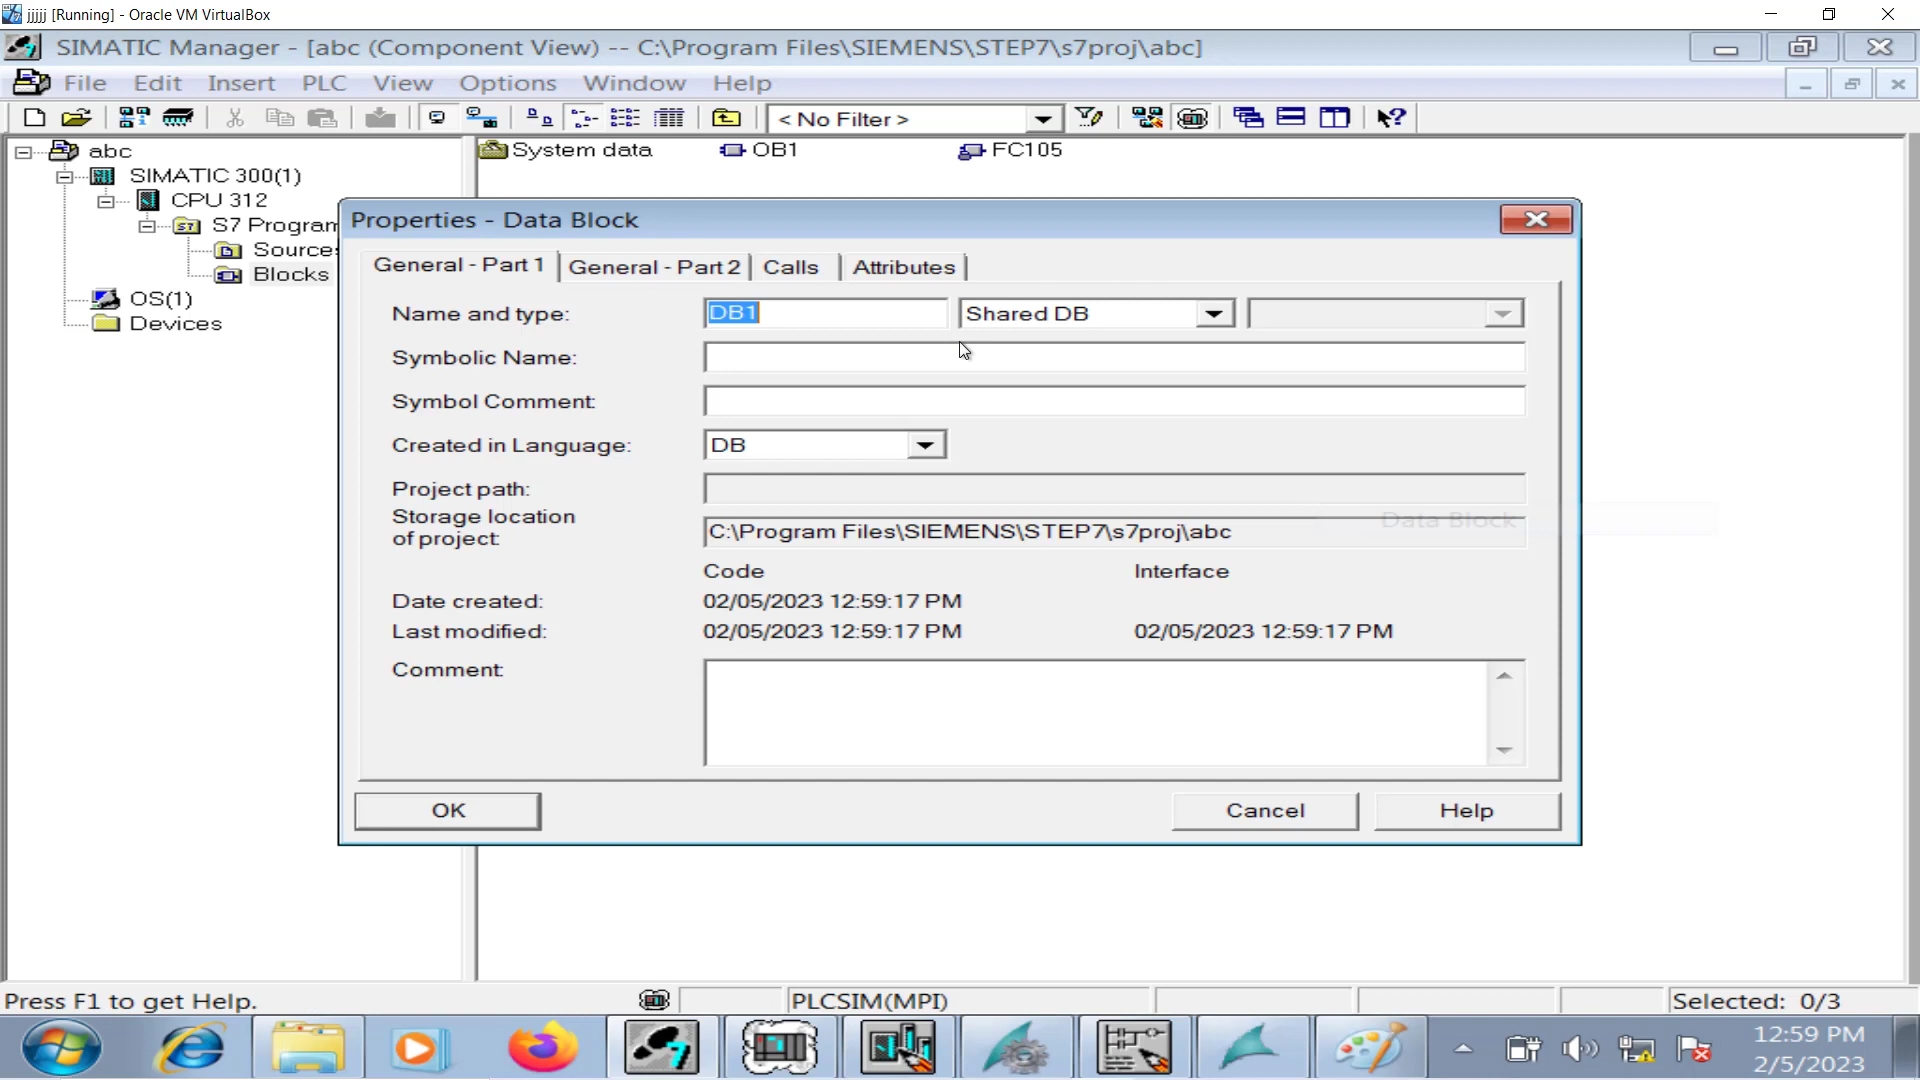 jjjjj [Running] - Oracle VM VirtualBox
SIMATIC Manager - [abc (Component View) -- C:\Program Files\SIEMENS\STEP7\s7proj\abc]
File Edit Insert PLC View Options Window Help
< No Filter >
abc
SIMATIC 300(1)
CPU 312
S7 Program
Sources
Blocks
OS(1)
Devices
System data OB1 FC105
Properties - Data Block
General - Part 1 General - Part 2 Calls Attributes
Name and type: DB1 Shared DB
Symbolic Name:
Symbol Comment:
Created in Language: DB
Project path:
Storage location
of project: C:\Program Files\SIEMENS\STEP7\s7proj\abc
Data Block
Code Interface
Date created: 02/05/2023 12:59:17 PM
Last modified: 02/05/2023 12:59:17 PM 02/05/2023 12:59:17 PM
Comment:
OK Cancel Help
Press F1 to get Help. PLCSIM(MPI) Selected: 0/3
12:59 PM
2/5/2023